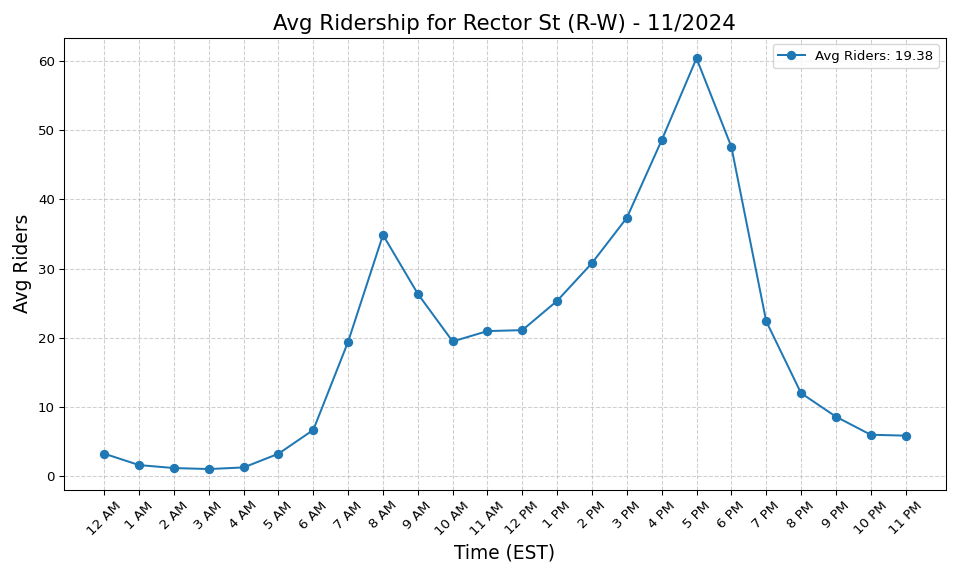 Avg Ridership for Rector St (R-W) - 11/2024
Avg Riders: 19.38
Avg Riders
60
50
40
30
20
10
0
12 AM
1 AM
2 AM
3 AM
4 AM
5 AM
6 AM
7 AM
8 AM
9 AM
10 AM
11 AM
12 PM
1 PM
2 PM
3 PM
4 PM
5 PM
6 PM
7 PM
8 PM
9 PM
10 PM
11 PM
Time (EST)